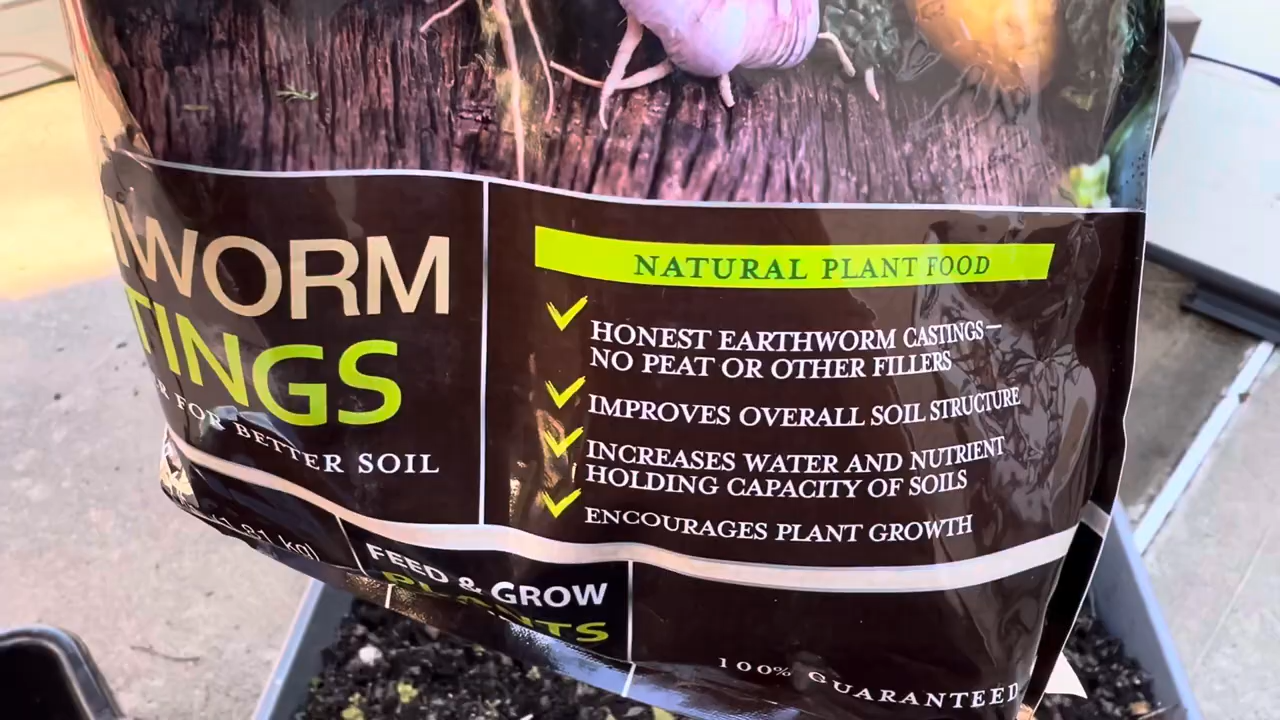 WORM
TINGS
FOR BETTER SOIL
NATURAL PLANT FOOD
HONEST EARTHWORM CASTINGS—
NO PEAT OR OTHER FILLERS
IMPROVES OVERALL SOIL STRUCTURE
INCREASES WATER AND NUTRIENT
HOLDING CAPACITY OF SOILS
ENCOURAGES PLANT GROWTH
FEED & GROW
PLANTS
100% GUARANTEED